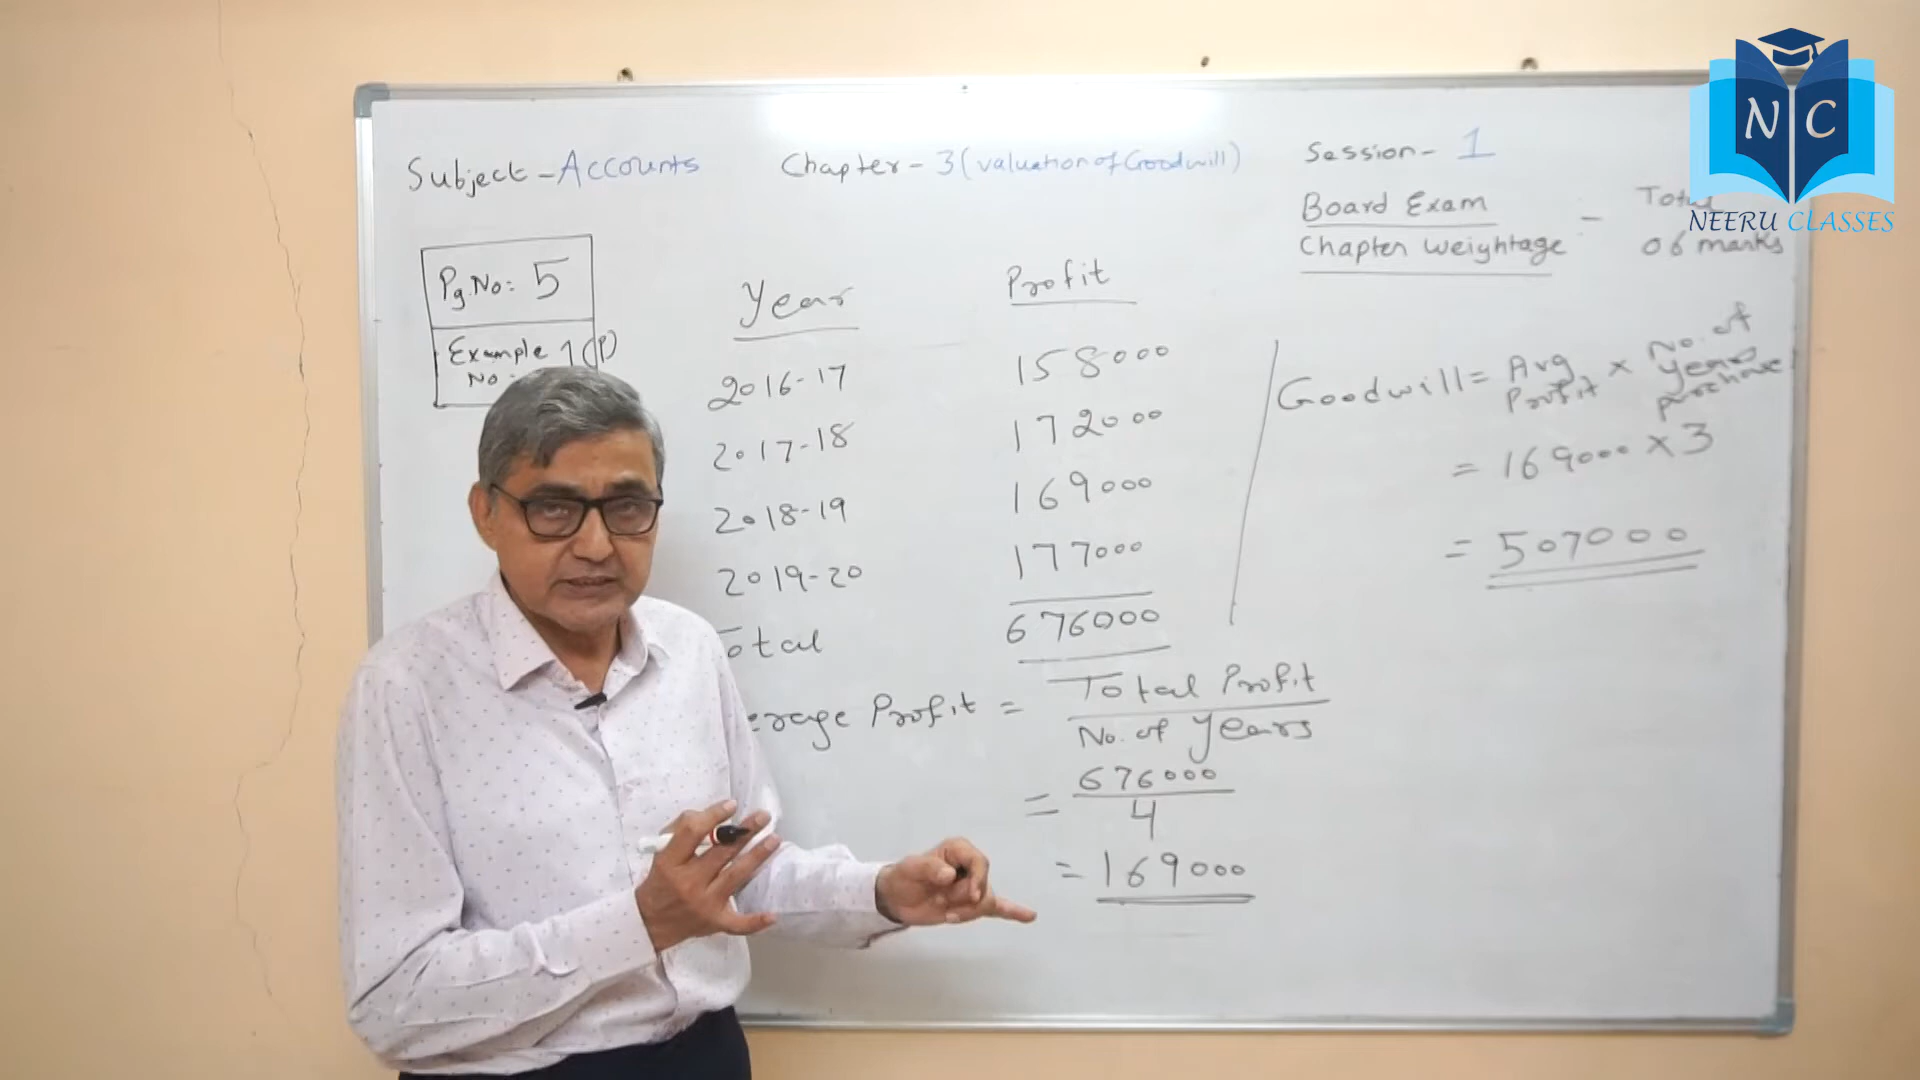 Subject - Accounts
Chapter - 3 (valuation of Goodwill)
Session - 1
Board Exam
Chapter Weightage
- Total
06 marks
N C
NEERU CLASSES
Pg. No: 5
Example 1 (P)
No:
Year Profit
2016-17 158000
2017-18 172000
2018-19 169000
2019-20 177000
Total 676000
erage Profit = Total Profit
No. of Years
= 676000
4
= 169000
Goodwill = Avg Profit × No. of Years purchase
= 169000 × 3
= 507000